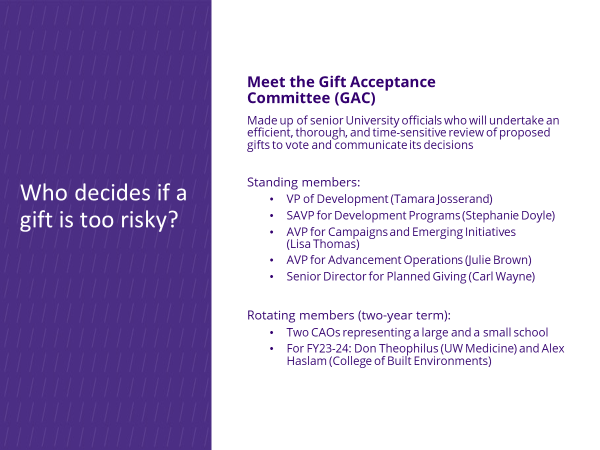 Who decides if a
gift is too risky?
Meet the Gift Acceptance
Committee (GAC)
Made up of senior University officials who will undertake an
efficient, thorough, and time-sensitive review of proposed
gifts to vote and communicate its decisions
Standing members:
• VP of Development (Tamara Josserand)
• SAVP for Development Programs (Stephanie Doyle)
• AVP for Campaigns and Emerging Initiatives
(Lisa Thomas)
• AVP for Advancement Operations (Julie Brown)
• Senior Director for Planned Giving (Carl Wayne)
Rotating members (two-year term):
• Two CAOs representing a large and a small school
• For FY23-24: Don Theophilus (UW Medicine) and Alex
Haslam (College of Built Environments)